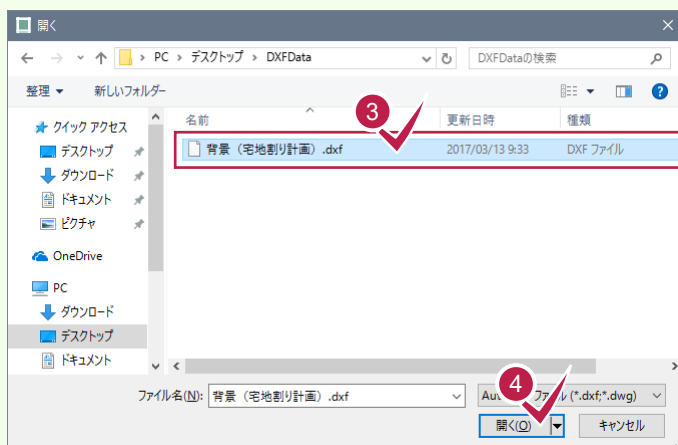 開く
PC › デスクトップ › DXFData
DXFDataの検索
整理 新しいフォルダー
名前 更新日時 種類
3
背景（宅地割り計画）.dxf 2017/03/13 9:33 DXF ファイル
クイック アクセス
デスクトップ
ダウンロード
ドキュメント
ピクチャ
OneDrive
PC
ダウンロード
デスクトップ
ドキュメント
4
ファイル名(N): 背景（宅地割り計画）.dxf
(*.dxf;*.dwg)
開く(O) キャンセル